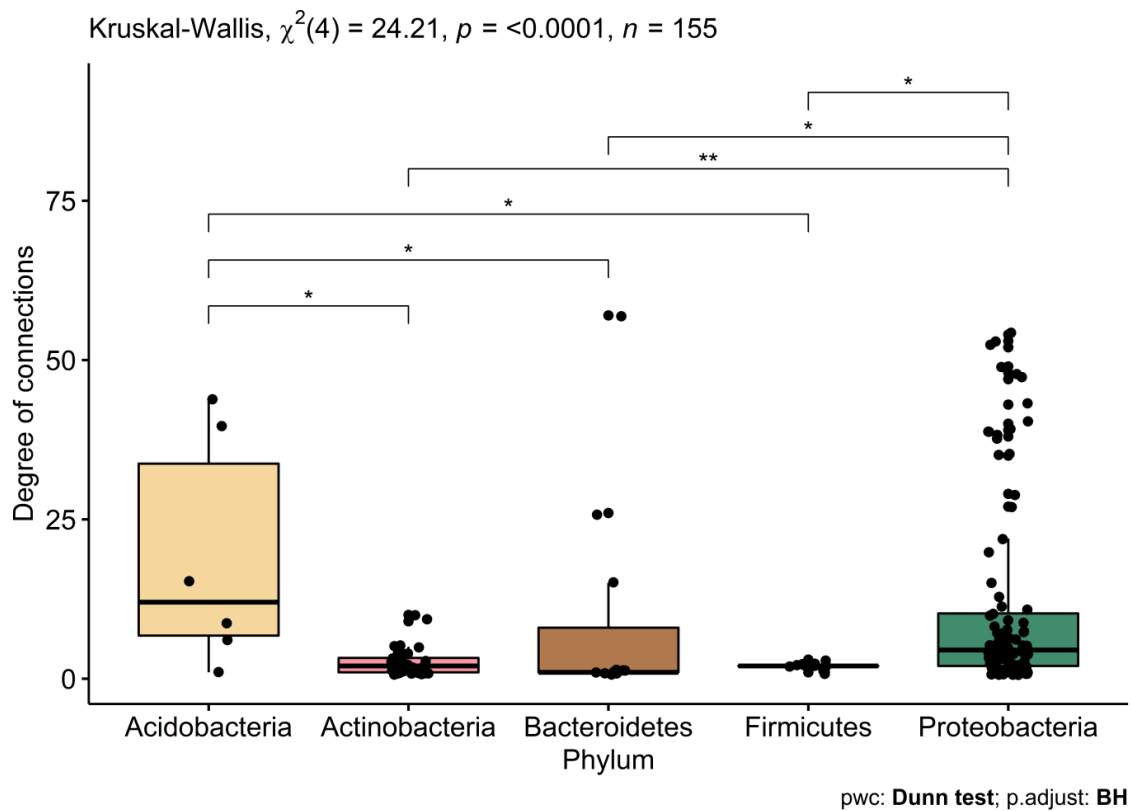 Kruskal-Wallis, χ²(4) = 24.21, p = <0.0001, n = 155
*
*
**
*
*
*
75
50
25
0
Degree of connections
Acidobacteria Actinobacteria Bacteroidetes Firmicutes Proteobacteria
Phylum
pwc: Dunn test; p.adjust: BH